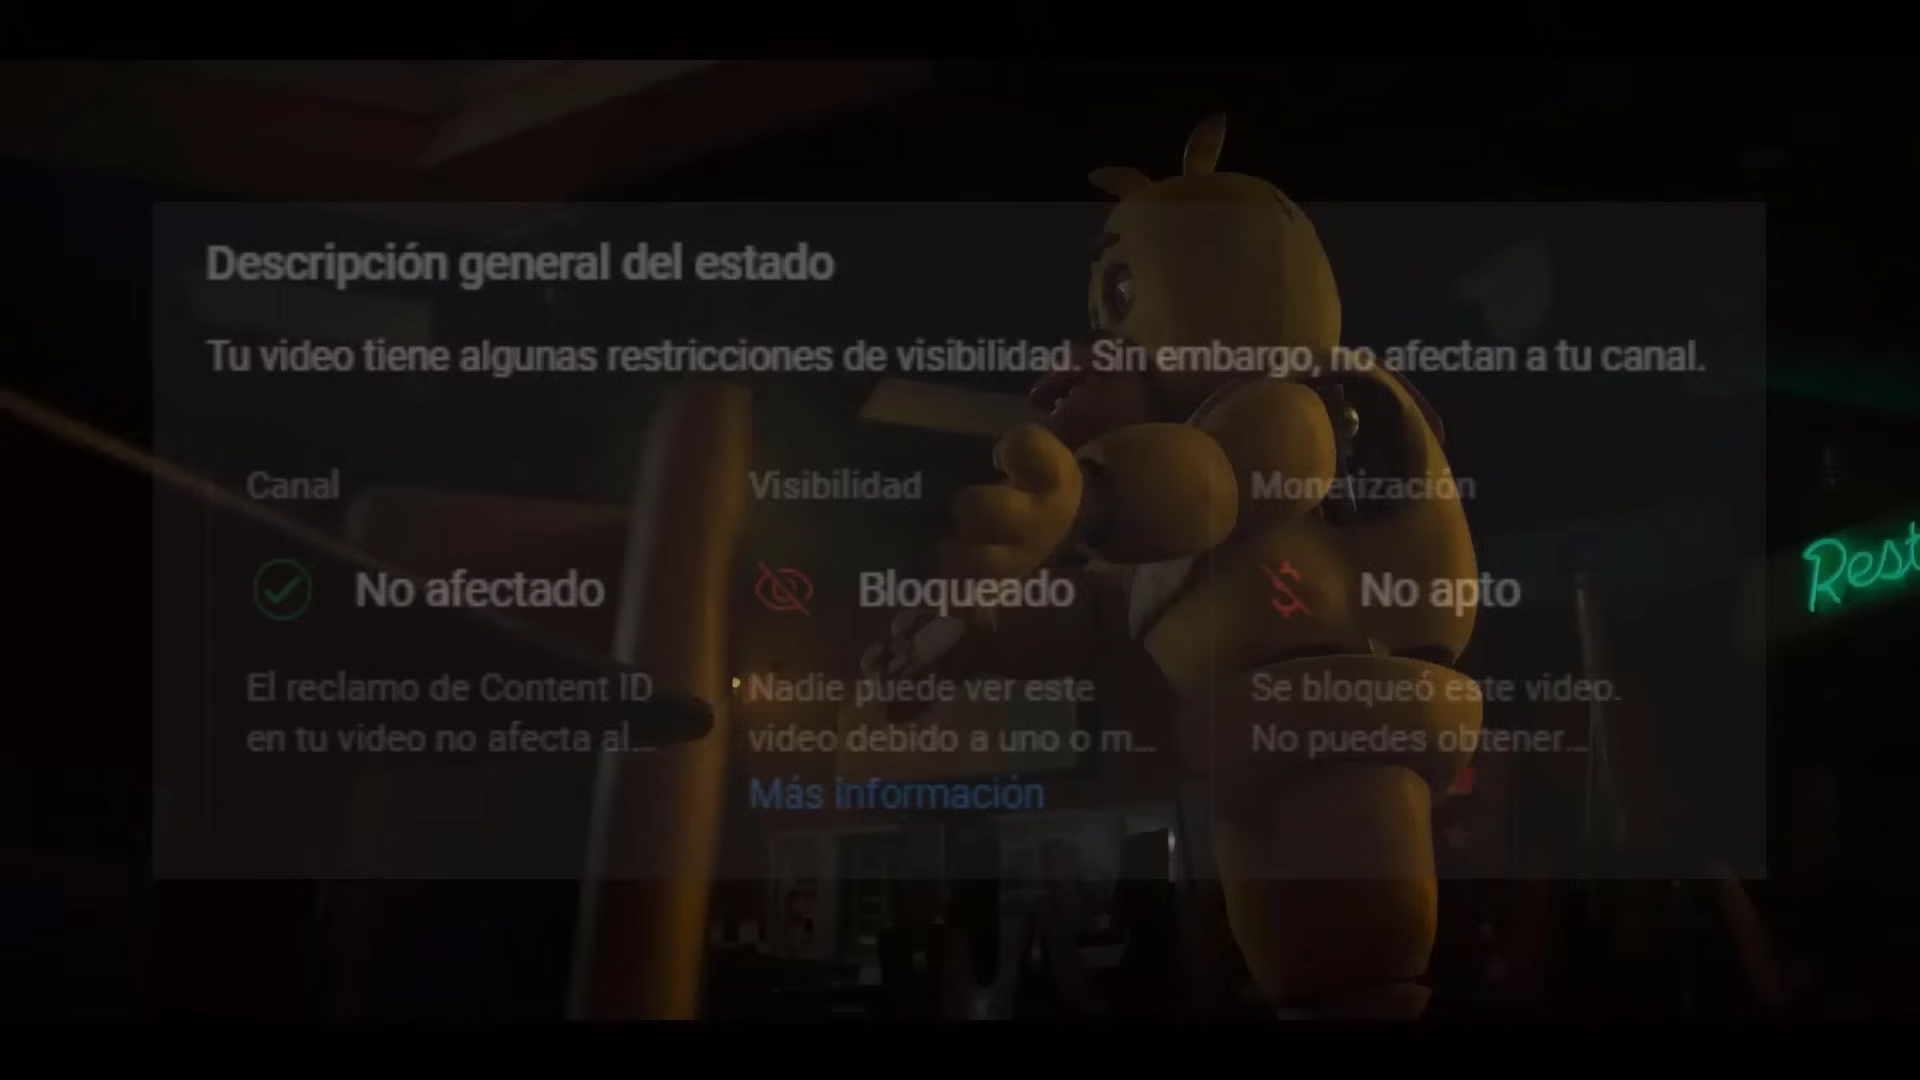 Descripción general del estado
Tu video tiene algunas restricciones de visibilidad. Sin embargo, no afectan a tu canal.
Canal
Visibilidad
Monetización
No afectado
Bloqueado
No apto
El reclamo de Content ID
en tu video no afecta al...
Nadie puede ver este
video debido a uno o m...
Más información
Se bloqueó este video.
No puedes obtener...
Rest